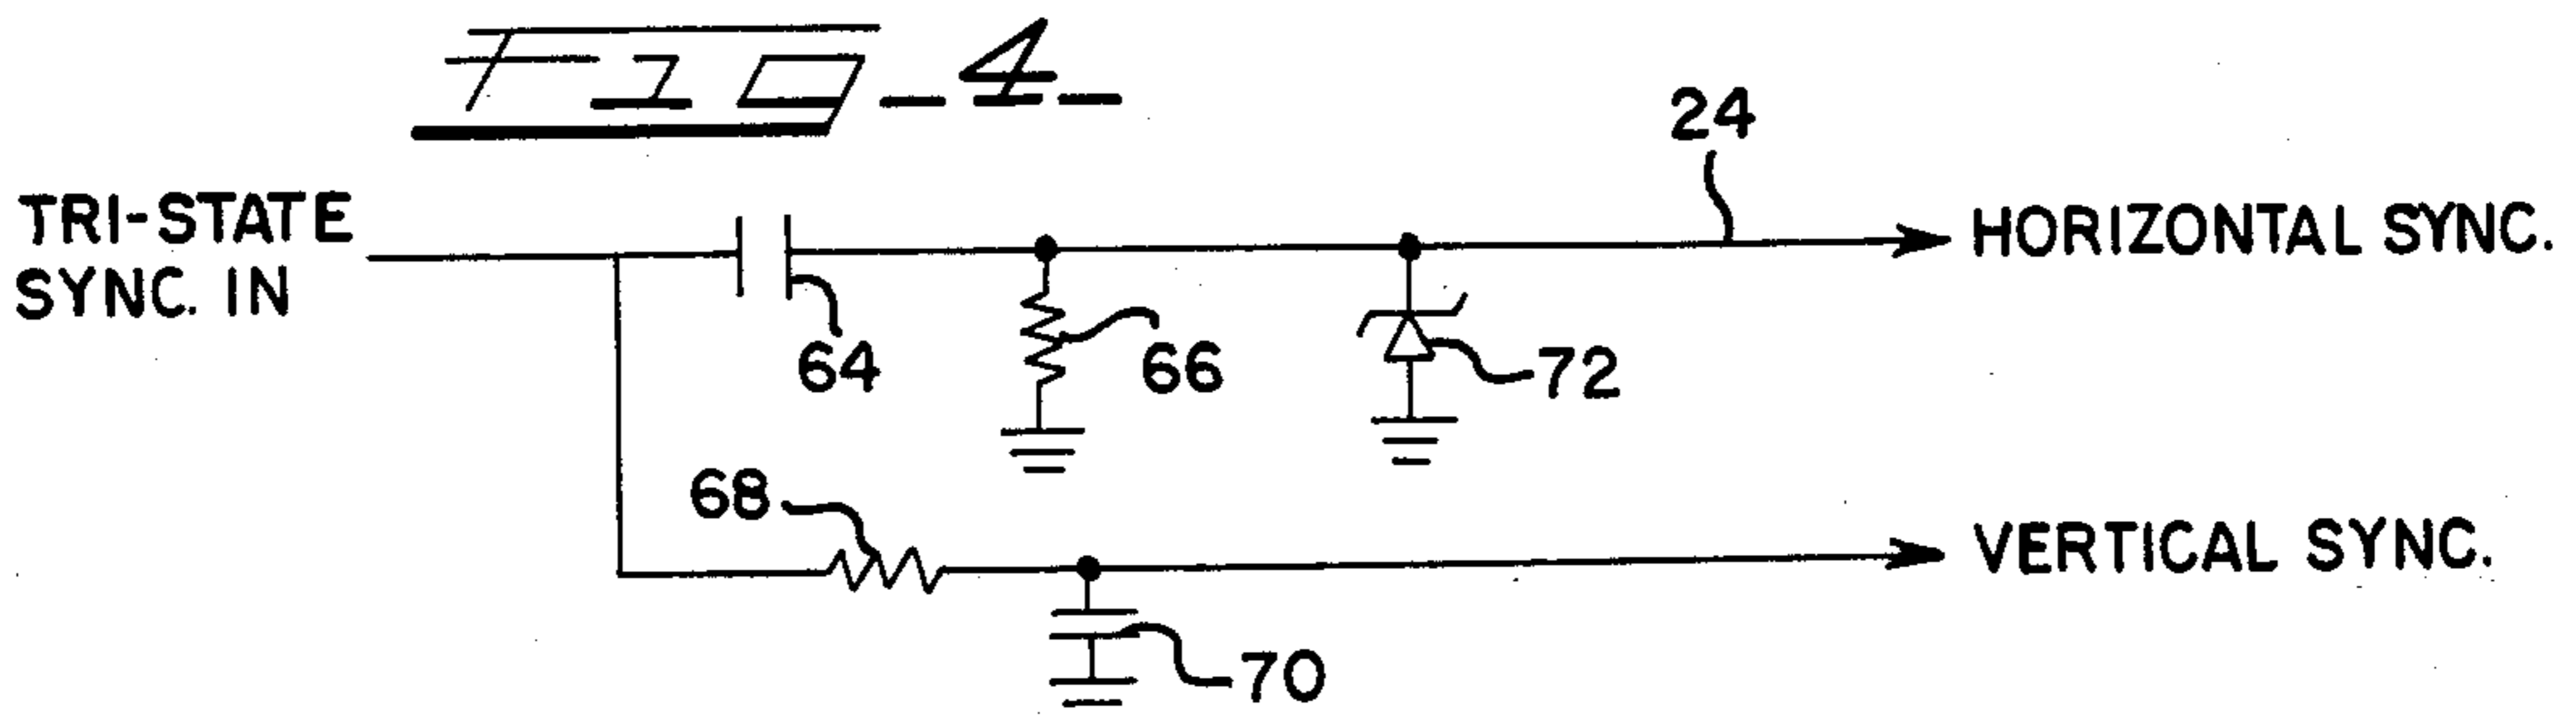 FIG-4-
24
TRI-STATE
SYNC. IN
HORIZONTAL SYNC.
64
66
72
68
VERTICAL SYNC.
70